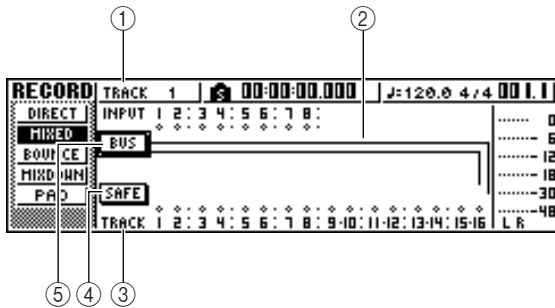 ① ②
RECORD TRACK 1 S 00:00:00.000 ♩=120.0 4/4 001.1
DIRECT INPUT 1 2: 3 4: 5 6: 7 8:
MIXED BUS
BOUNCE
MIXDOWN
PAD SAFE
TRACK 1 2: 3 4: 5 6: 7 8: 9·10: 11·12: 13·14: 15·16 L R
0
6
12
18
30
48
⑤ ④ ③